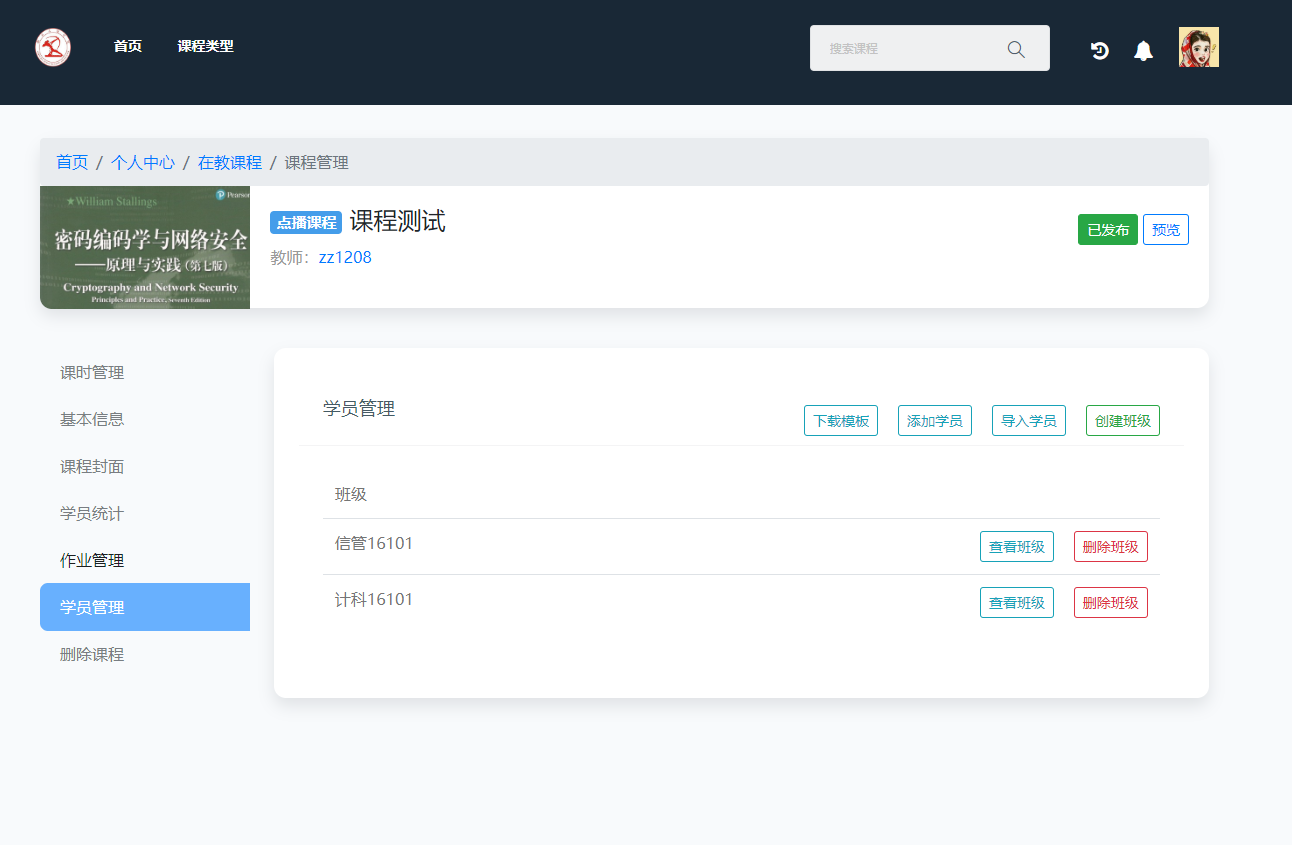 首页 课程类型 搜索课程
首页 / 个人中心 / 在教课程 / 课程管理
★William Stallings Pearson
密码编码学与网络安全
——原理与实践(第七版)
Cryptography and Network Security
Principles and Practice, Seventh Edition
点播课程 课程测试
教师：zz1208
已发布 预览
课时管理
基本信息
课程封面
学员统计
作业管理
学员管理
删除课程
学员管理 下载模板 添加学员 导入学员 创建班级
班级
信管16101 查看班级 删除班级
计科16101 查看班级 删除班级